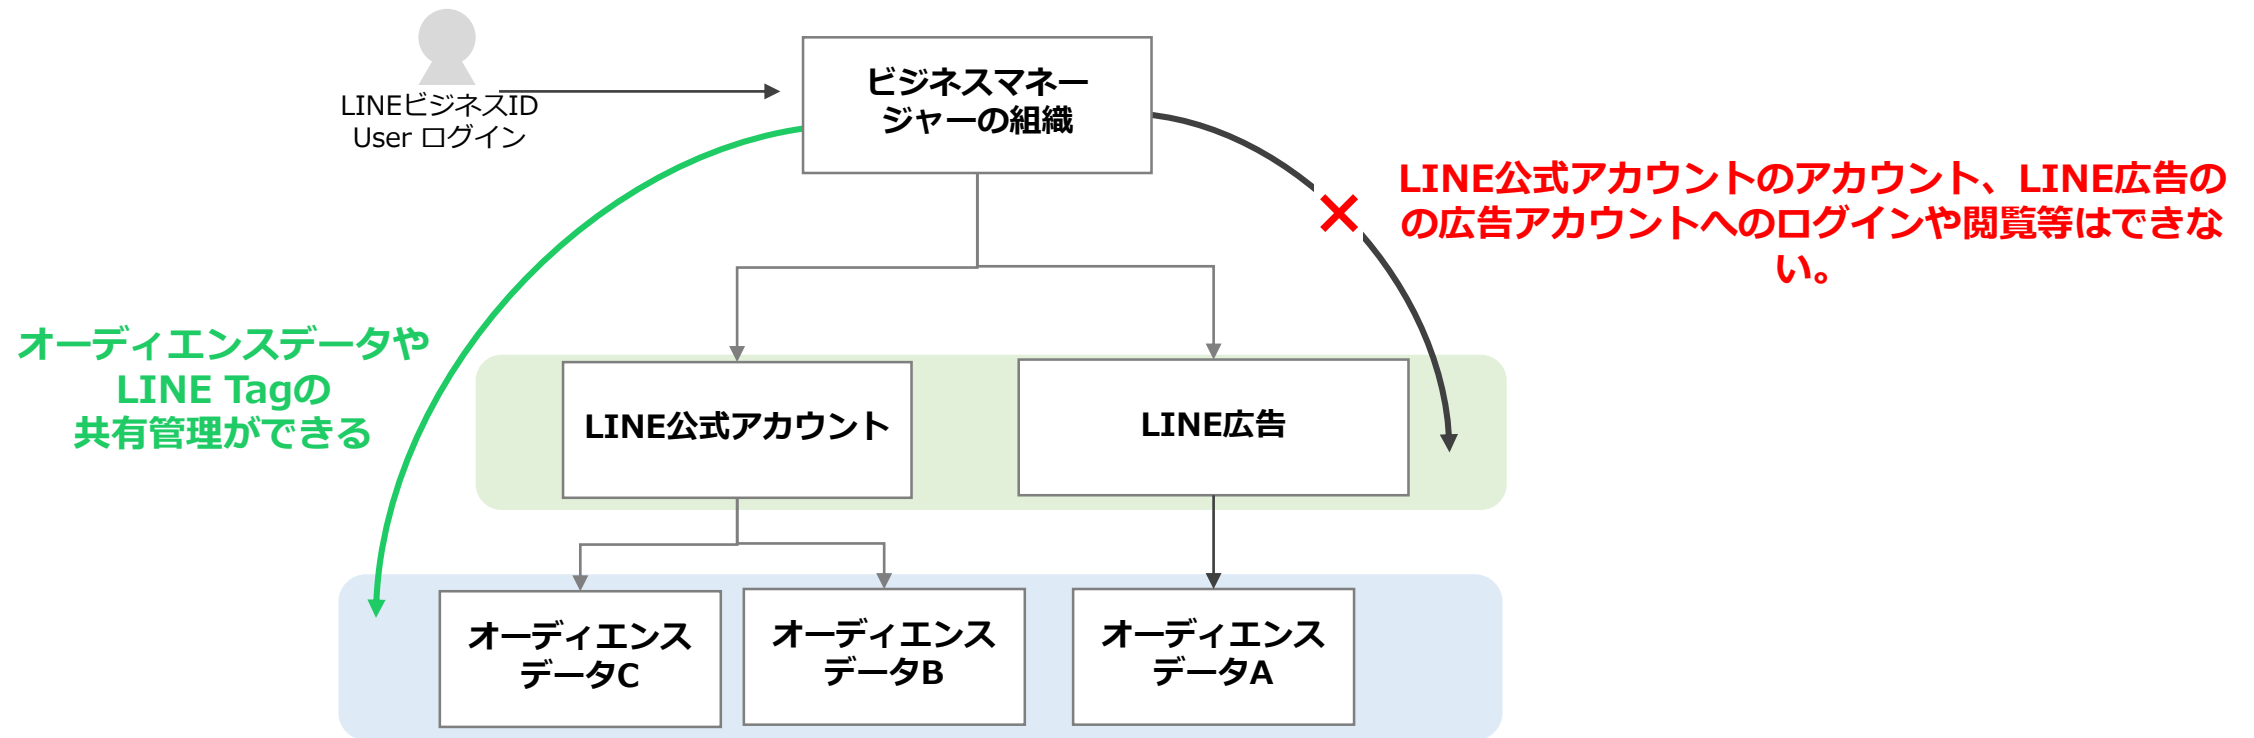 LINEビジネスID
User ログイン
ビジネスマネー
ジャーの組織
LINE公式アカウントのアカウント、LINE広告の
の広告アカウントへのログインや閲覧等はできな
い。
オーディエンスデータや
LINE Tagの
共有管理ができる
LINE公式アカウント
LINE広告
オーディエンス
データC
オーディエンス
データB
オーディエンス
データA